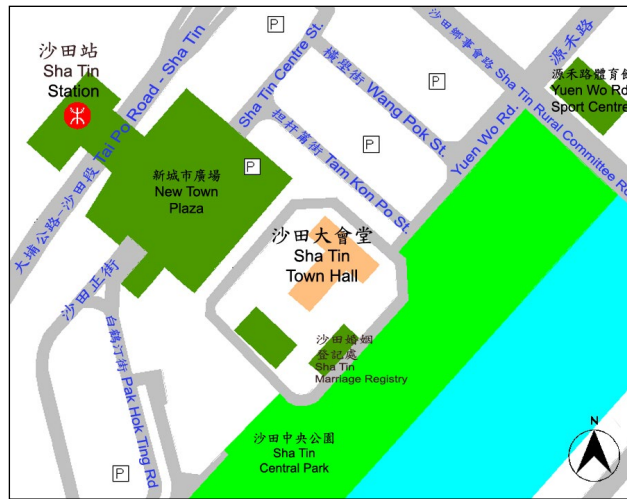 沙田站
Sha Tin
Station
大埔公路-沙田段 Tai Po Road - Sha Tin
P
Sha Tin Centre St.
橫壆街 Wang Pok St.
P
沙田鄉事會路 Sha Tin Rural Committee Rd
源禾路
源禾路體育館
Yuen Wo Rd.
Sport Centre
Yuen Wo Rd.
P
担杆莆街 Tam Kon Po St.
P
新城市廣場
New Town
Plaza
沙田大會堂
Sha Tin
Town Hall
沙田正街
白鶴汀街 Pak Hok Ting Rd
沙田婚姻
登記處
Sha Tin
Marriage Registry
沙田中央公園
Sha Tin
Central Park
P
N